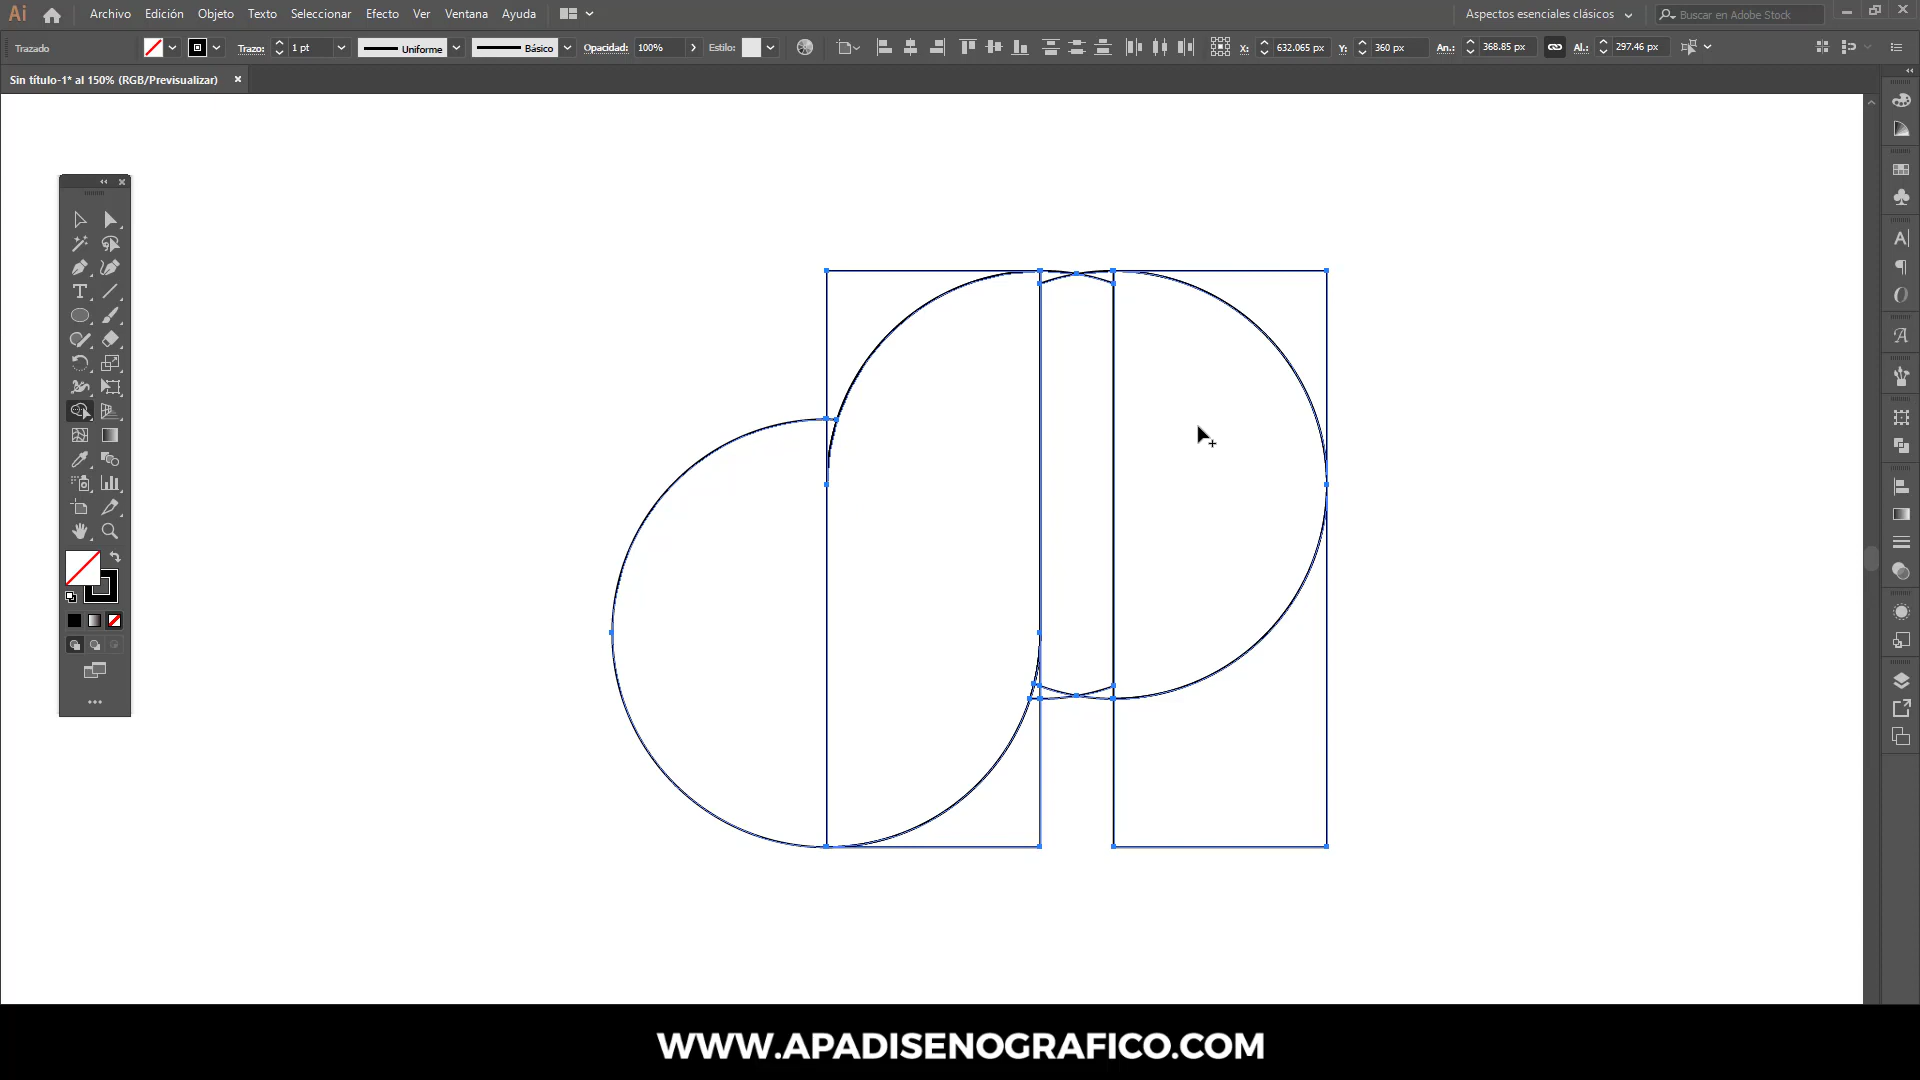 Ai Archivo Edición Objeto Texto Seleccionar Efecto Ver Ventana Ayuda Aspectos esenciales clásicos Buscar en Adobe Stock
Trazado Trazo: 1 pt Uniforme Básico Opacidad: 100% Estilo: X: 632.065 px Y: 360 px An.: 368.85 px Al.: 297.46 px
Sin título-1* al 150% (RGB/Previsualizar)
WWW.APADISENOGRAFICO.COM